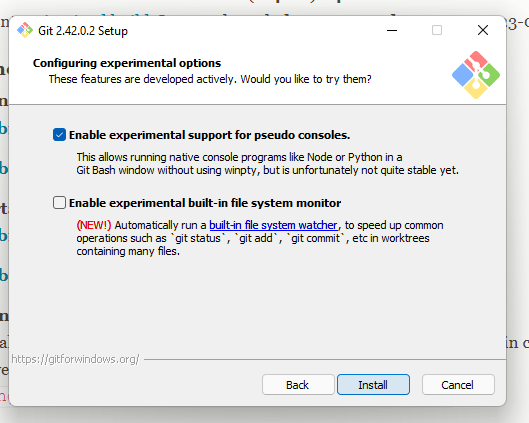 Git 2.42.0.2 Setup
Configuring experimental options
These features are developed actively. Would you like to try them?
Enable experimental support for pseudo consoles.
This allows running native console programs like Node or Python in a
Git Bash window without using winpty, but is unfortunately not quite stable yet.
Enable experimental built-in file system monitor
(NEW!) Automatically run a built-in file system watcher, to speed up common
operations such as `git status`, `git add`, `git commit`, etc in worktrees
containing many files.
https://gitforwindows.org/
Back
Install
Cancel